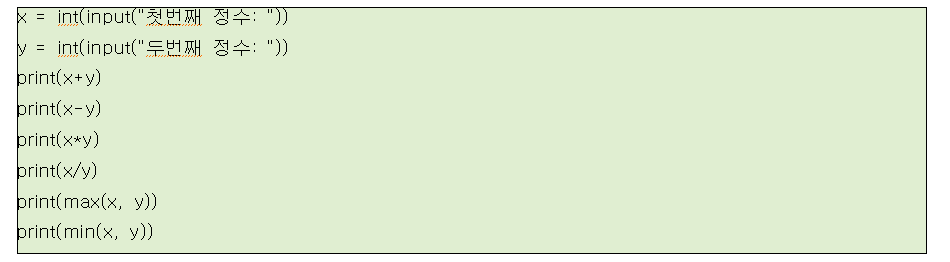 x = int(input("첫번째 정수: "))
y = int(input("두번째 정수: "))
print(x+y)
print(x-y)
print(x*y)
print(x/y)
print(max(x, y))
print(min(x, y))